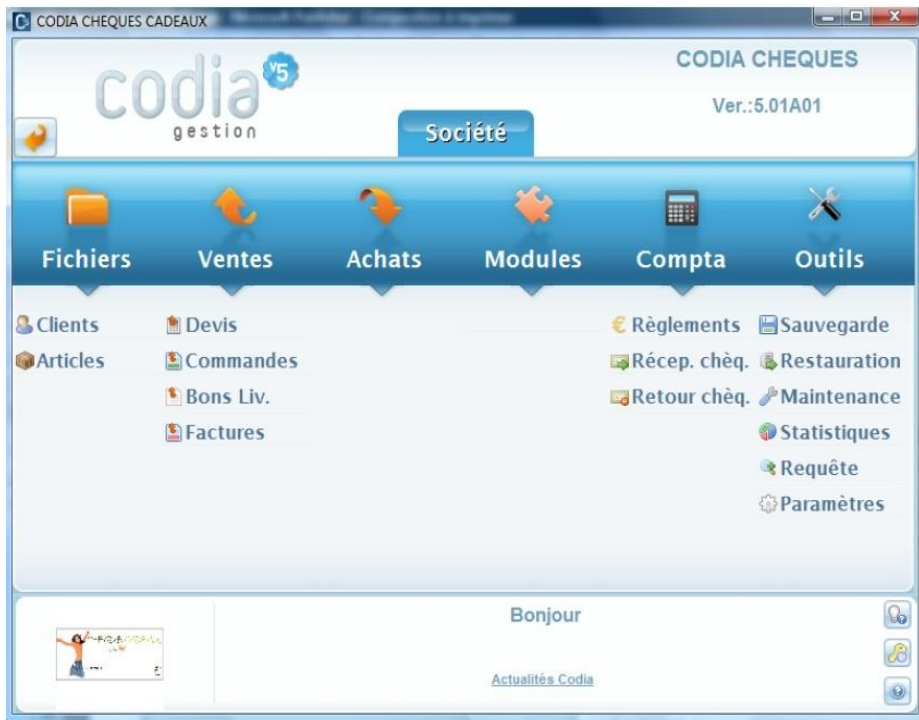 CODIA CHEQUES CADEAUX
codia v5
gestion
CODIA CHEQUES
Ver.:5.01A01
Société
Fichiers
Ventes
Achats
Modules
Compta
Outils
Clients
Articles
Devis
Commandes
Bons Liv.
Factures
Règlements
Récep. chèq.
Retour chèq.
Sauvegarde
Restauration
Maintenance
Statistiques
Requête
Paramètres
Bonjour
Actualités Codia